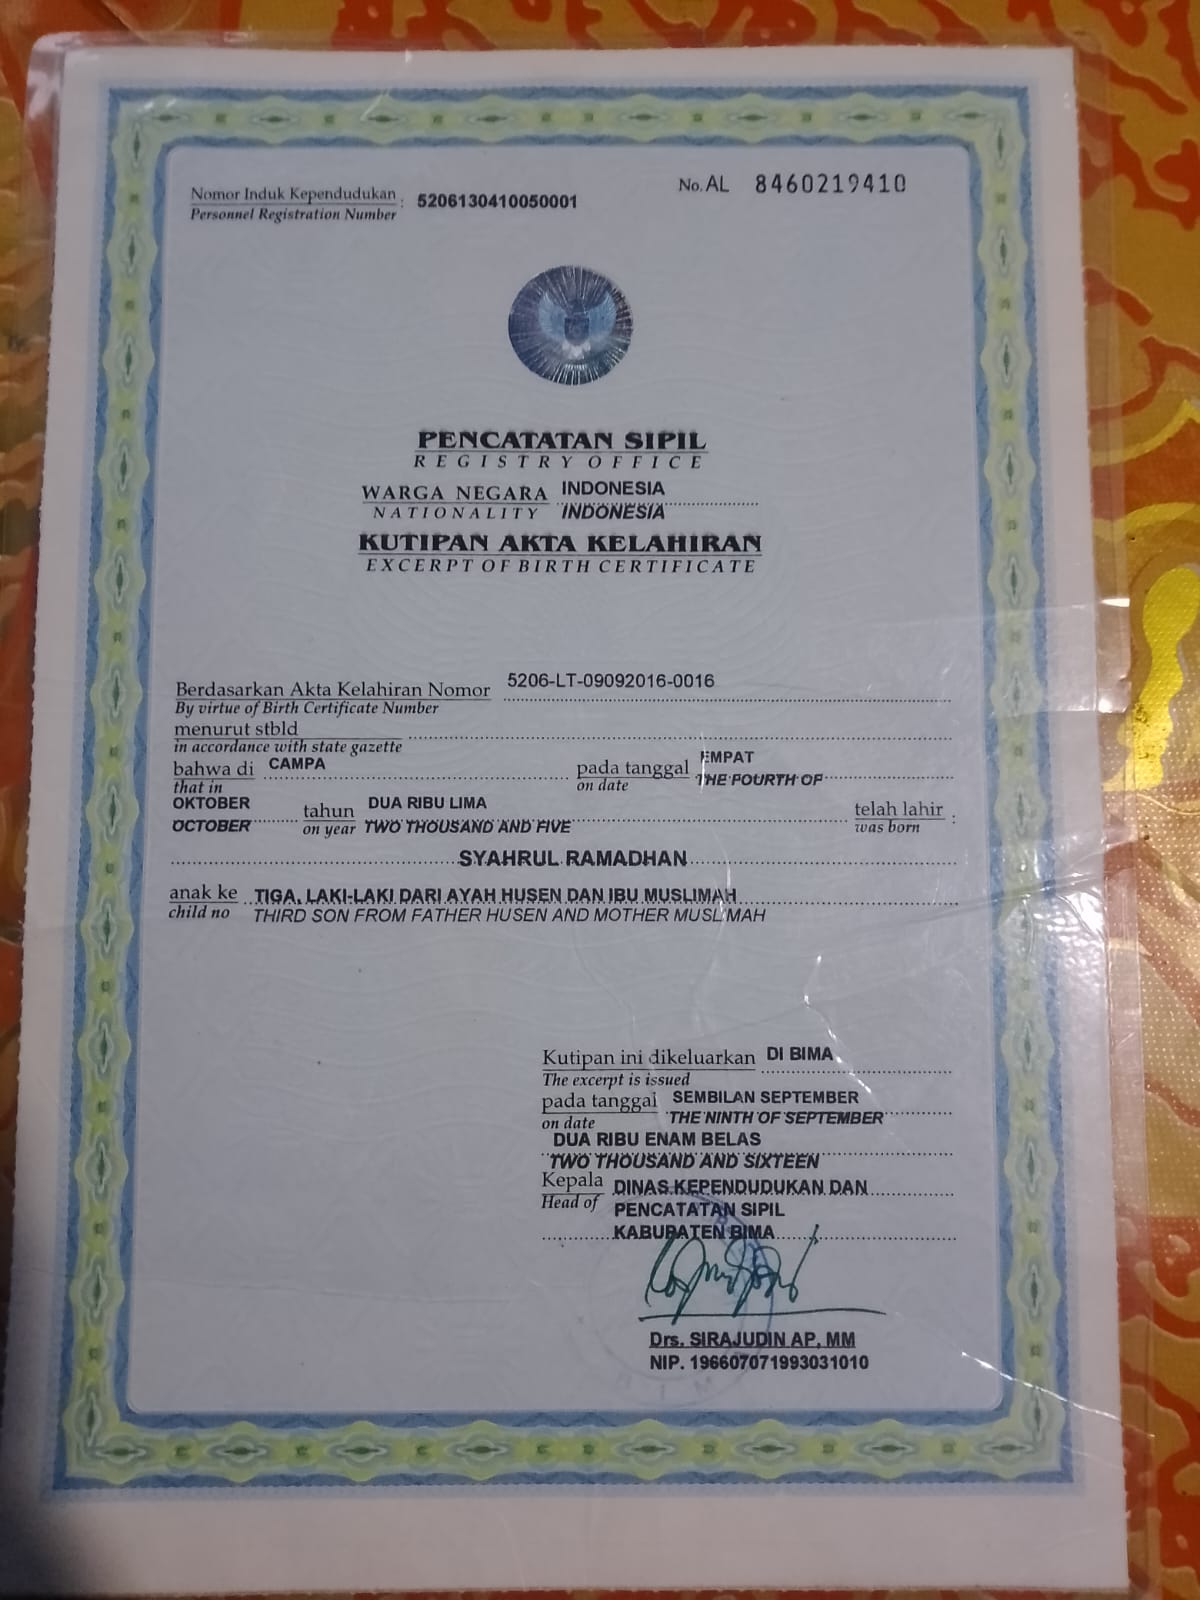 Nomor Induk Kependudukan : 5206130410050001
Personnel Registration Number
No. AL 8460219410
PENCATATAN SIPIL
REGISTRY OFFICE
WARGA NEGARA INDONESIA
NATIONALITY INDONESIA
KUTIPAN AKTA KELAHIRAN
EXCERPT OF BIRTH CERTIFICATE
Berdasarkan Akta Kelahiran Nomor 5206-LT-09092016-0016
By virtue of Birth Certificate Number
menurut stbld
in accordance with state gazette
bahwa di CAMPA pada tanggal EMPAT
that in on date THE FOURTH OF
OKTOBER tahun DUA RIBU LIMA telah lahir :
OCTOBER on year TWO THOUSAND AND FIVE was born
SYAHRUL RAMADHAN
anak ke TIGA, LAKI-LAKI DARI AYAH HUSEN DAN IBU MUSLIMAH
child no THIRD SON FROM FATHER HUSEN AND MOTHER MUSLIMAH
Kutipan ini dikeluarkan DI BIMA
The excerpt is issued
pada tanggal SEMBILAN SEPTEMBER
on date THE NINTH OF SEPTEMBER
DUA RIBU ENAM BELAS
TWO THOUSAND AND SIXTEEN
Kepala DINAS KEPENDUDUKAN DAN
Head of PENCATATAN SIPIL
KABUPATEN BIMA
Drs. SIRAJUDIN AP, MM
NIP. 196607071993031010